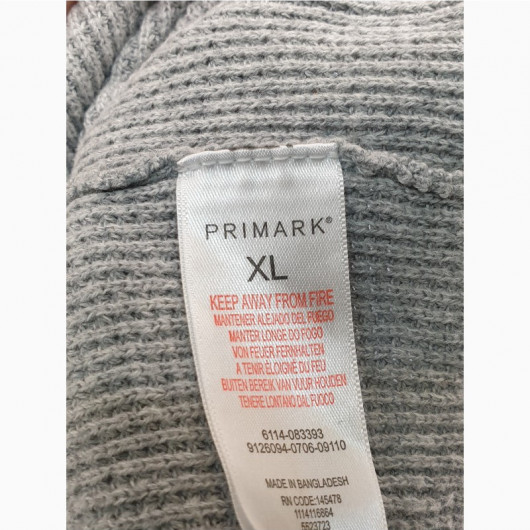 PRIMARK®
XL
KEEP AWAY FROM FIRE
MANTENER ALEJADO DEL FUEGO
MANTER LONGE DO FOGO
VON FEUER FERNHALTEN
A TENIR ÉLOIGNÉ DU FEU
BUITEN BEREIK VAN VUUR HOUDEN
TENERE LONTANO DAL FUOCO
6114-083393
9126094-0706-09110
MADE IN BANGLADESH
RN CODE:145478
1114116864
5523723